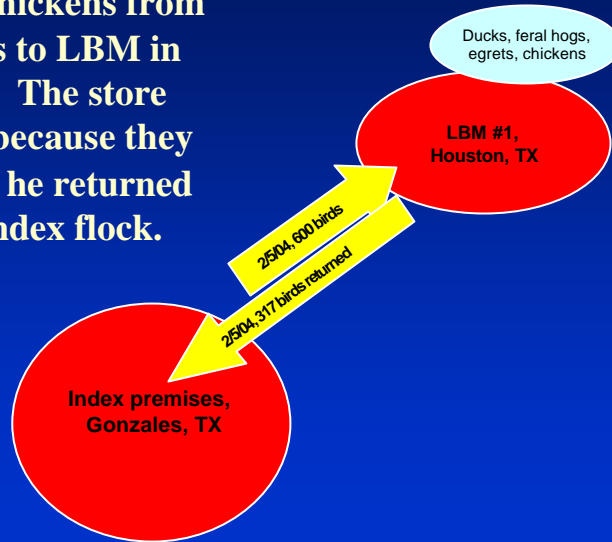 chickens from
s to LBM in
The store
because they
he returned
ndex flock.
Ducks, feral hogs,
egrets, chickens
LBM #1,
Houston, TX
2/5/04, 600 birds
2/5/04, 317 birds returned
Index premises,
Gonzales, TX